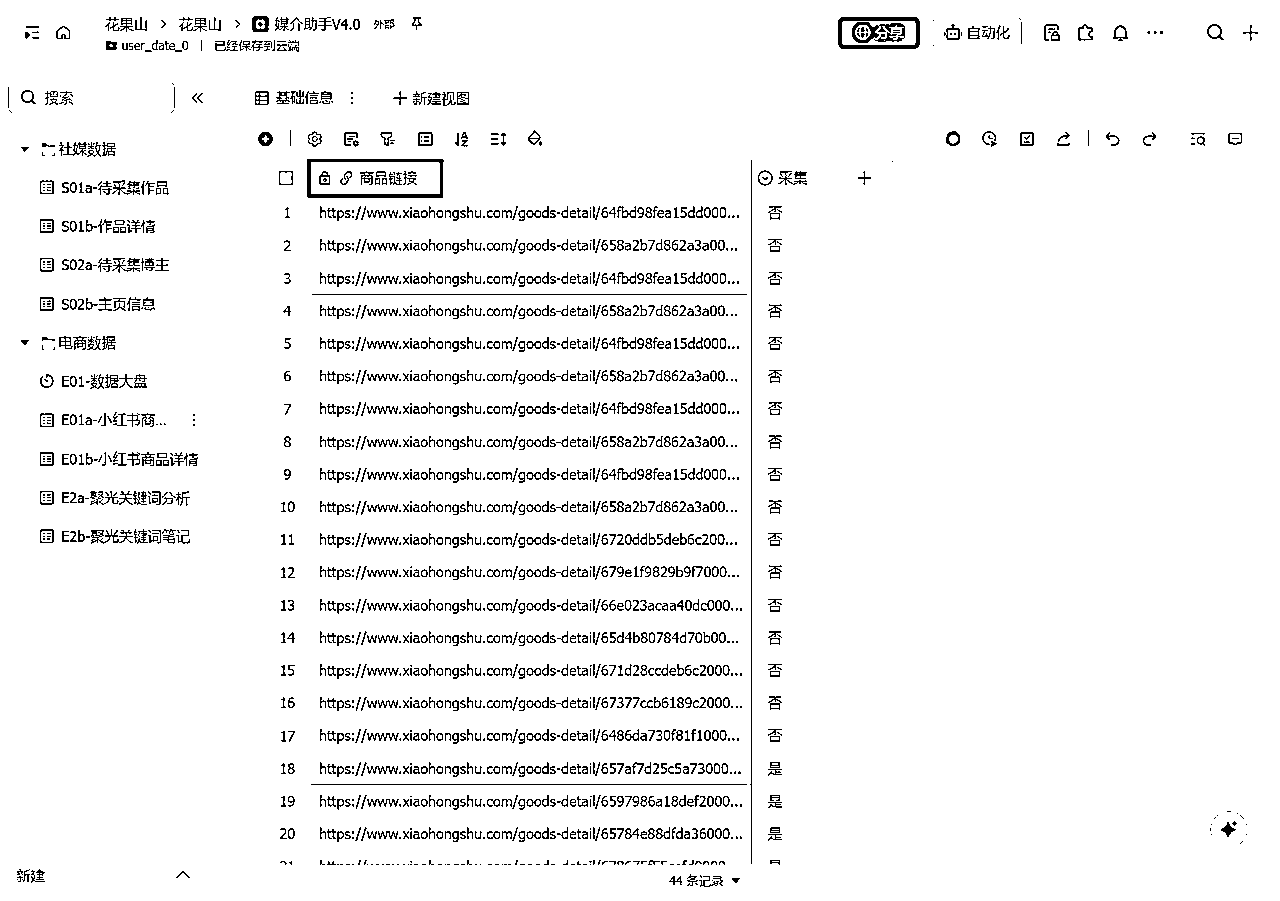 花果山 > 花果山 > 媒介助手V4.0 外部
user_date_0 | 已经保存到云端
分享
自动化
搜索
基础信息
新建视图
社媒数据
S01a-待采集作品
S01b-作品详情
S02a-待采集博主
S02b-主页信息
电商数据
E01-数据大盘
E01a-小红书商...
E01b-小红书商品详情
E2a-聚光关键词分析
E2b-聚光关键词笔记
新建
商品链接 采集
1 https://www.xiaohongshu.com/goods-detail/64fbd98fea15dd000... 否
2 https://www.xiaohongshu.com/goods-detail/658a2b7d862a3a00... 否
3 https://www.xiaohongshu.com/goods-detail/64fbd98fea15dd000... 否
4 https://www.xiaohongshu.com/goods-detail/658a2b7d862a3a00... 否
5 https://www.xiaohongshu.com/goods-detail/64fbd98fea15dd000... 否
6 https://www.xiaohongshu.com/goods-detail/658a2b7d862a3a00... 否
7 https://www.xiaohongshu.com/goods-detail/64fbd98fea15dd000... 否
8 https://www.xiaohongshu.com/goods-detail/658a2b7d862a3a00... 否
9 https://www.xiaohongshu.com/goods-detail/64fbd98fea15dd000... 否
10 https://www.xiaohongshu.com/goods-detail/658a2b7d862a3a00... 否
11 https://www.xiaohongshu.com/goods-detail/6720ddb5deb6c200... 否
12 https://www.xiaohongshu.com/goods-detail/679e1f9829b9f7000... 否
13 https://www.xiaohongshu.com/goods-detail/66e023acaa40dc000... 否
14 https://www.xiaohongshu.com/goods-detail/65d4b80784d70b00... 否
15 https://www.xiaohongshu.com/goods-detail/671d28ccdeb6c2000... 否
16 https://www.xiaohongshu.com/goods-detail/67377ccb6189c2000... 否
17 https://www.xiaohongshu.com/goods-detail/6486da730f81f1000... 否
18 https://www.xiaohongshu.com/goods-detail/657af7d25c5a73000... 是
19 https://www.xiaohongshu.com/goods-detail/6597986a18def2000... 是
20 https://www.xiaohongshu.com/goods-detail/65784e88dfda36000... 是
44 条记录